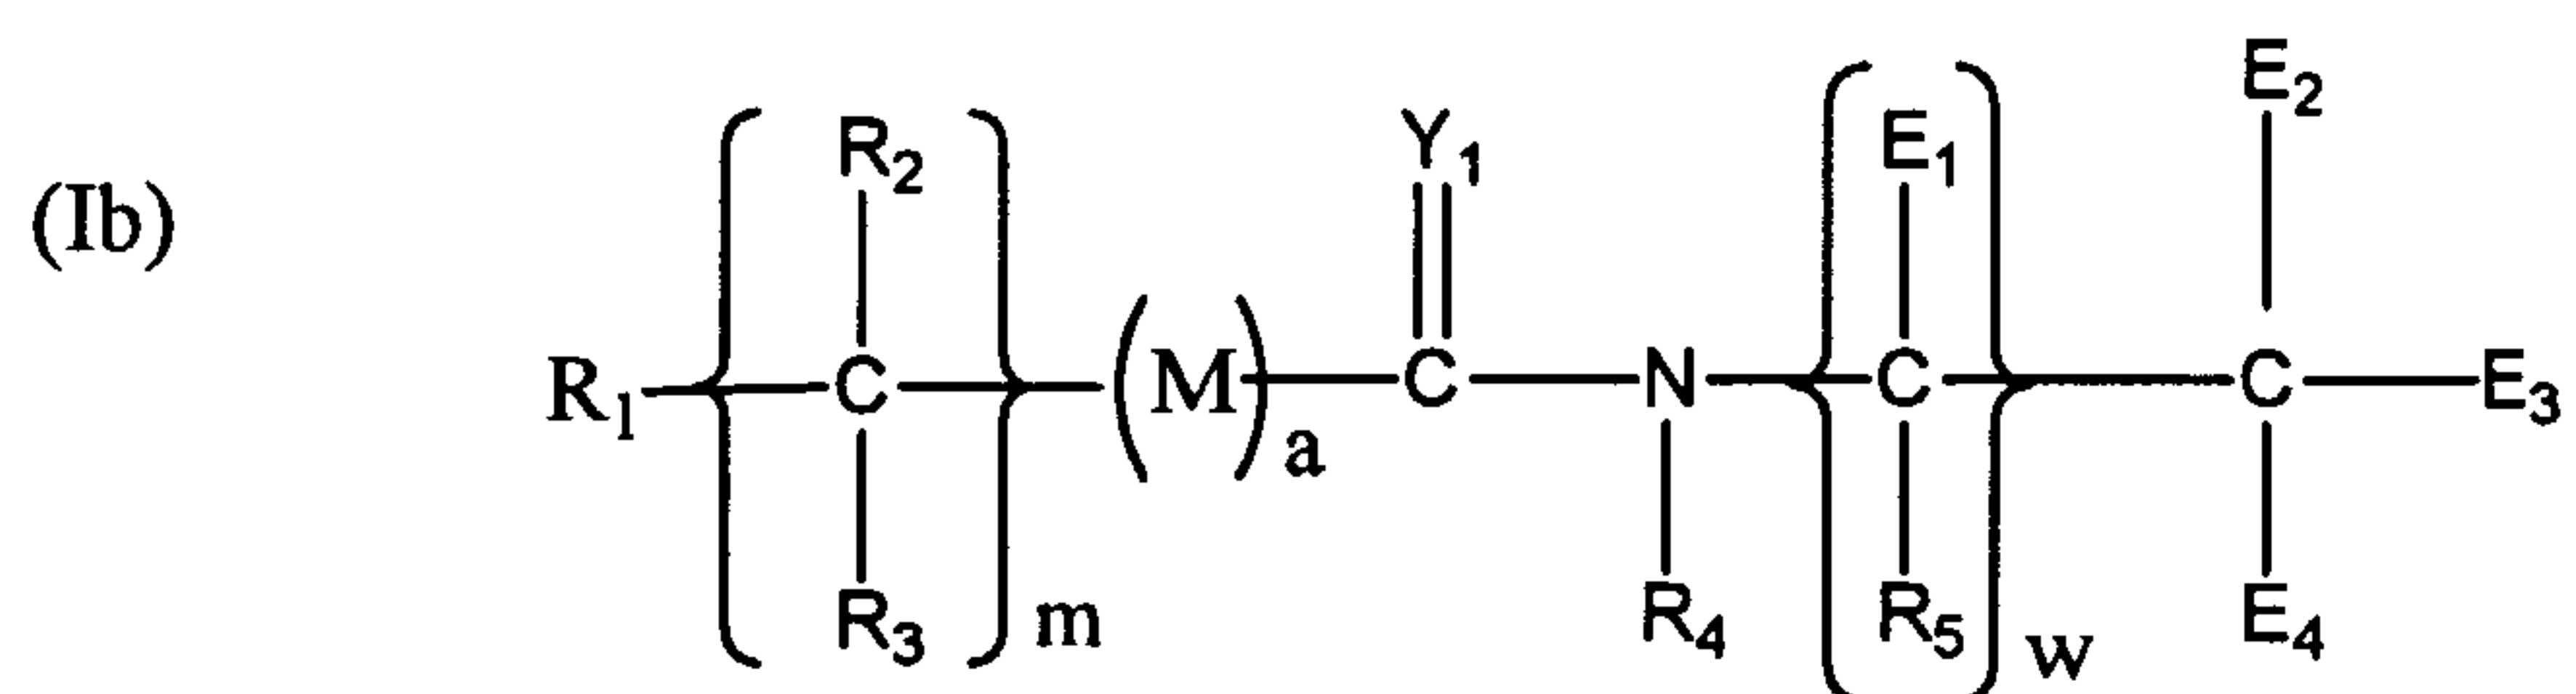 E2
R2 Y1 E1
(Ib)
R1 C (M)a C N C C E3
R3 m R4 R5 w E4